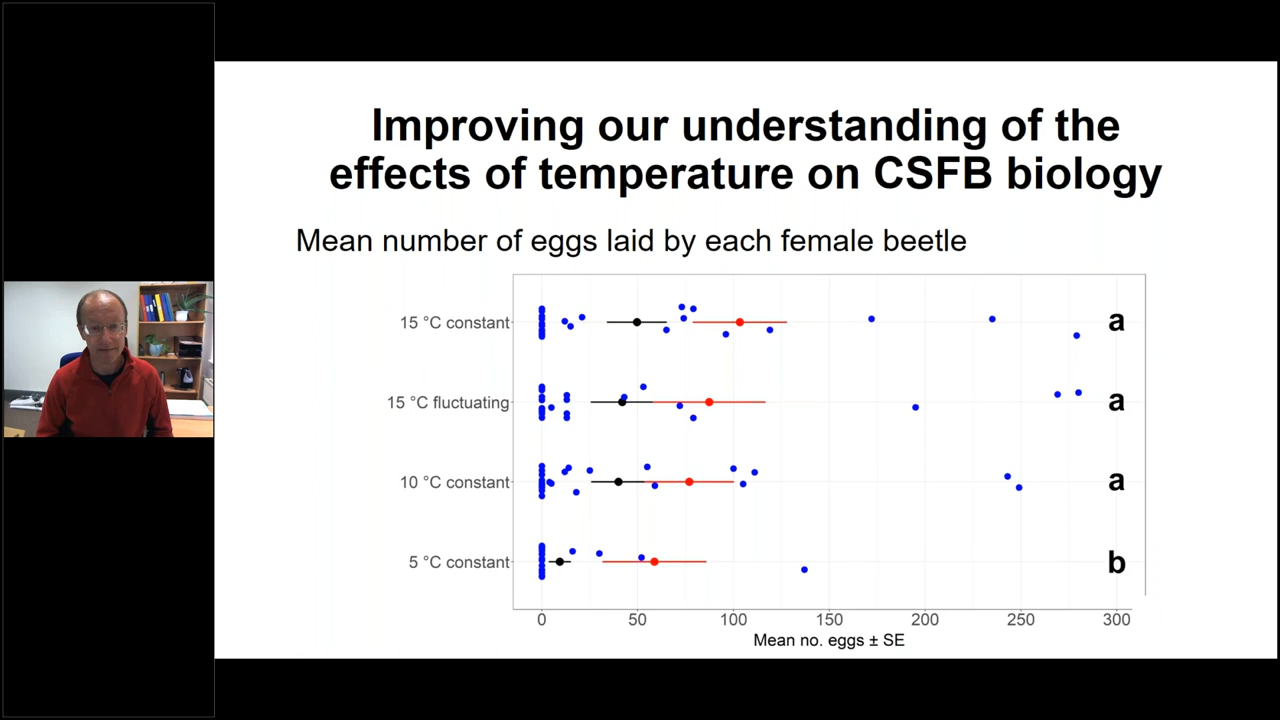 Improving our understanding of the
effects of temperature on CSFB biology
Mean number of eggs laid by each female beetle
15 °C constant
a
15 °C fluctuating
a
10 °C constant
a
5 °C constant
b
0 50 100 150 200 250 300
Mean no. eggs ± SE